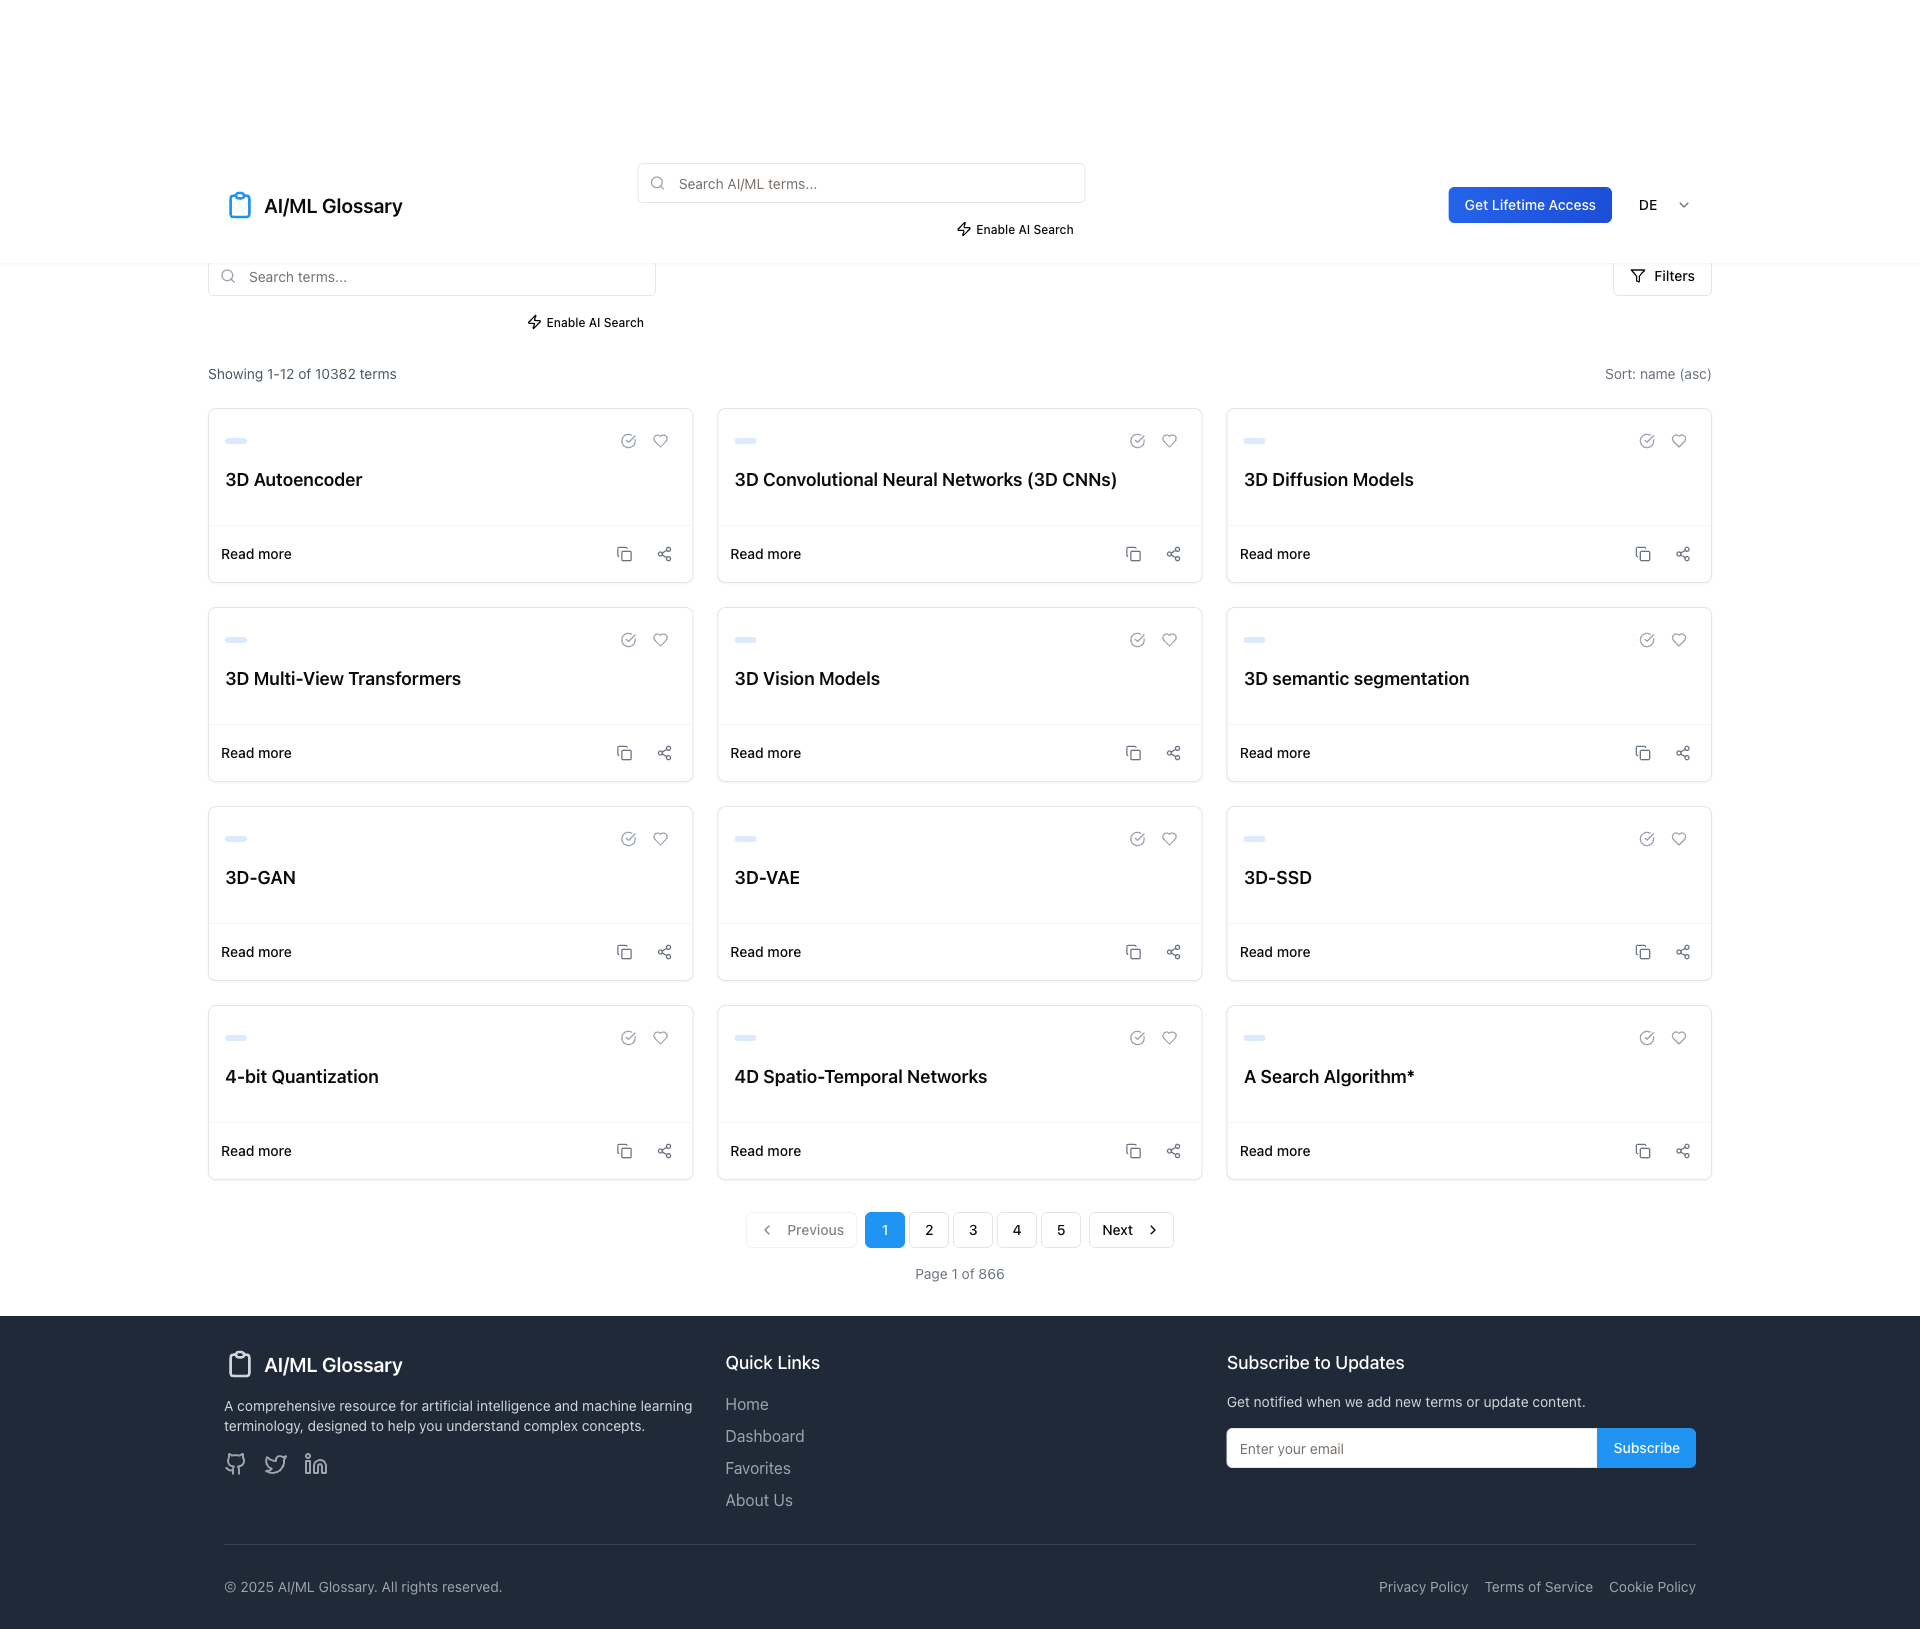 Search AI/ML terms...
AI/ML Glossary
Get Lifetime Access
DE
Enable AI Search
Search terms...
Filters
Enable AI Search
Showing 1-12 of 10382 terms
Sort: name (asc)
3D Autoencoder
Read more
3D Convolutional Neural Networks (3D CNNs)
Read more
3D Diffusion Models
Read more
3D Multi-View Transformers
Read more
3D Vision Models
Read more
3D semantic segmentation
Read more
3D-GAN
Read more
3D-VAE
Read more
3D-SSD
Read more
4-bit Quantization
Read more
4D Spatio-Temporal Networks
Read more
A Search Algorithm*
Read more
Previous 1 2 3 4 5 Next
Page 1 of 866
AI/ML Glossary
A comprehensive resource for artificial intelligence and machine learning
terminology, designed to help you understand complex concepts.
Quick Links
Home
Dashboard
Favorites
About Us
Subscribe to Updates
Get notified when we add new terms or update content.
Enter your email
Subscribe
© 2025 AI/ML Glossary. All rights reserved.
Privacy Policy Terms of Service Cookie Policy